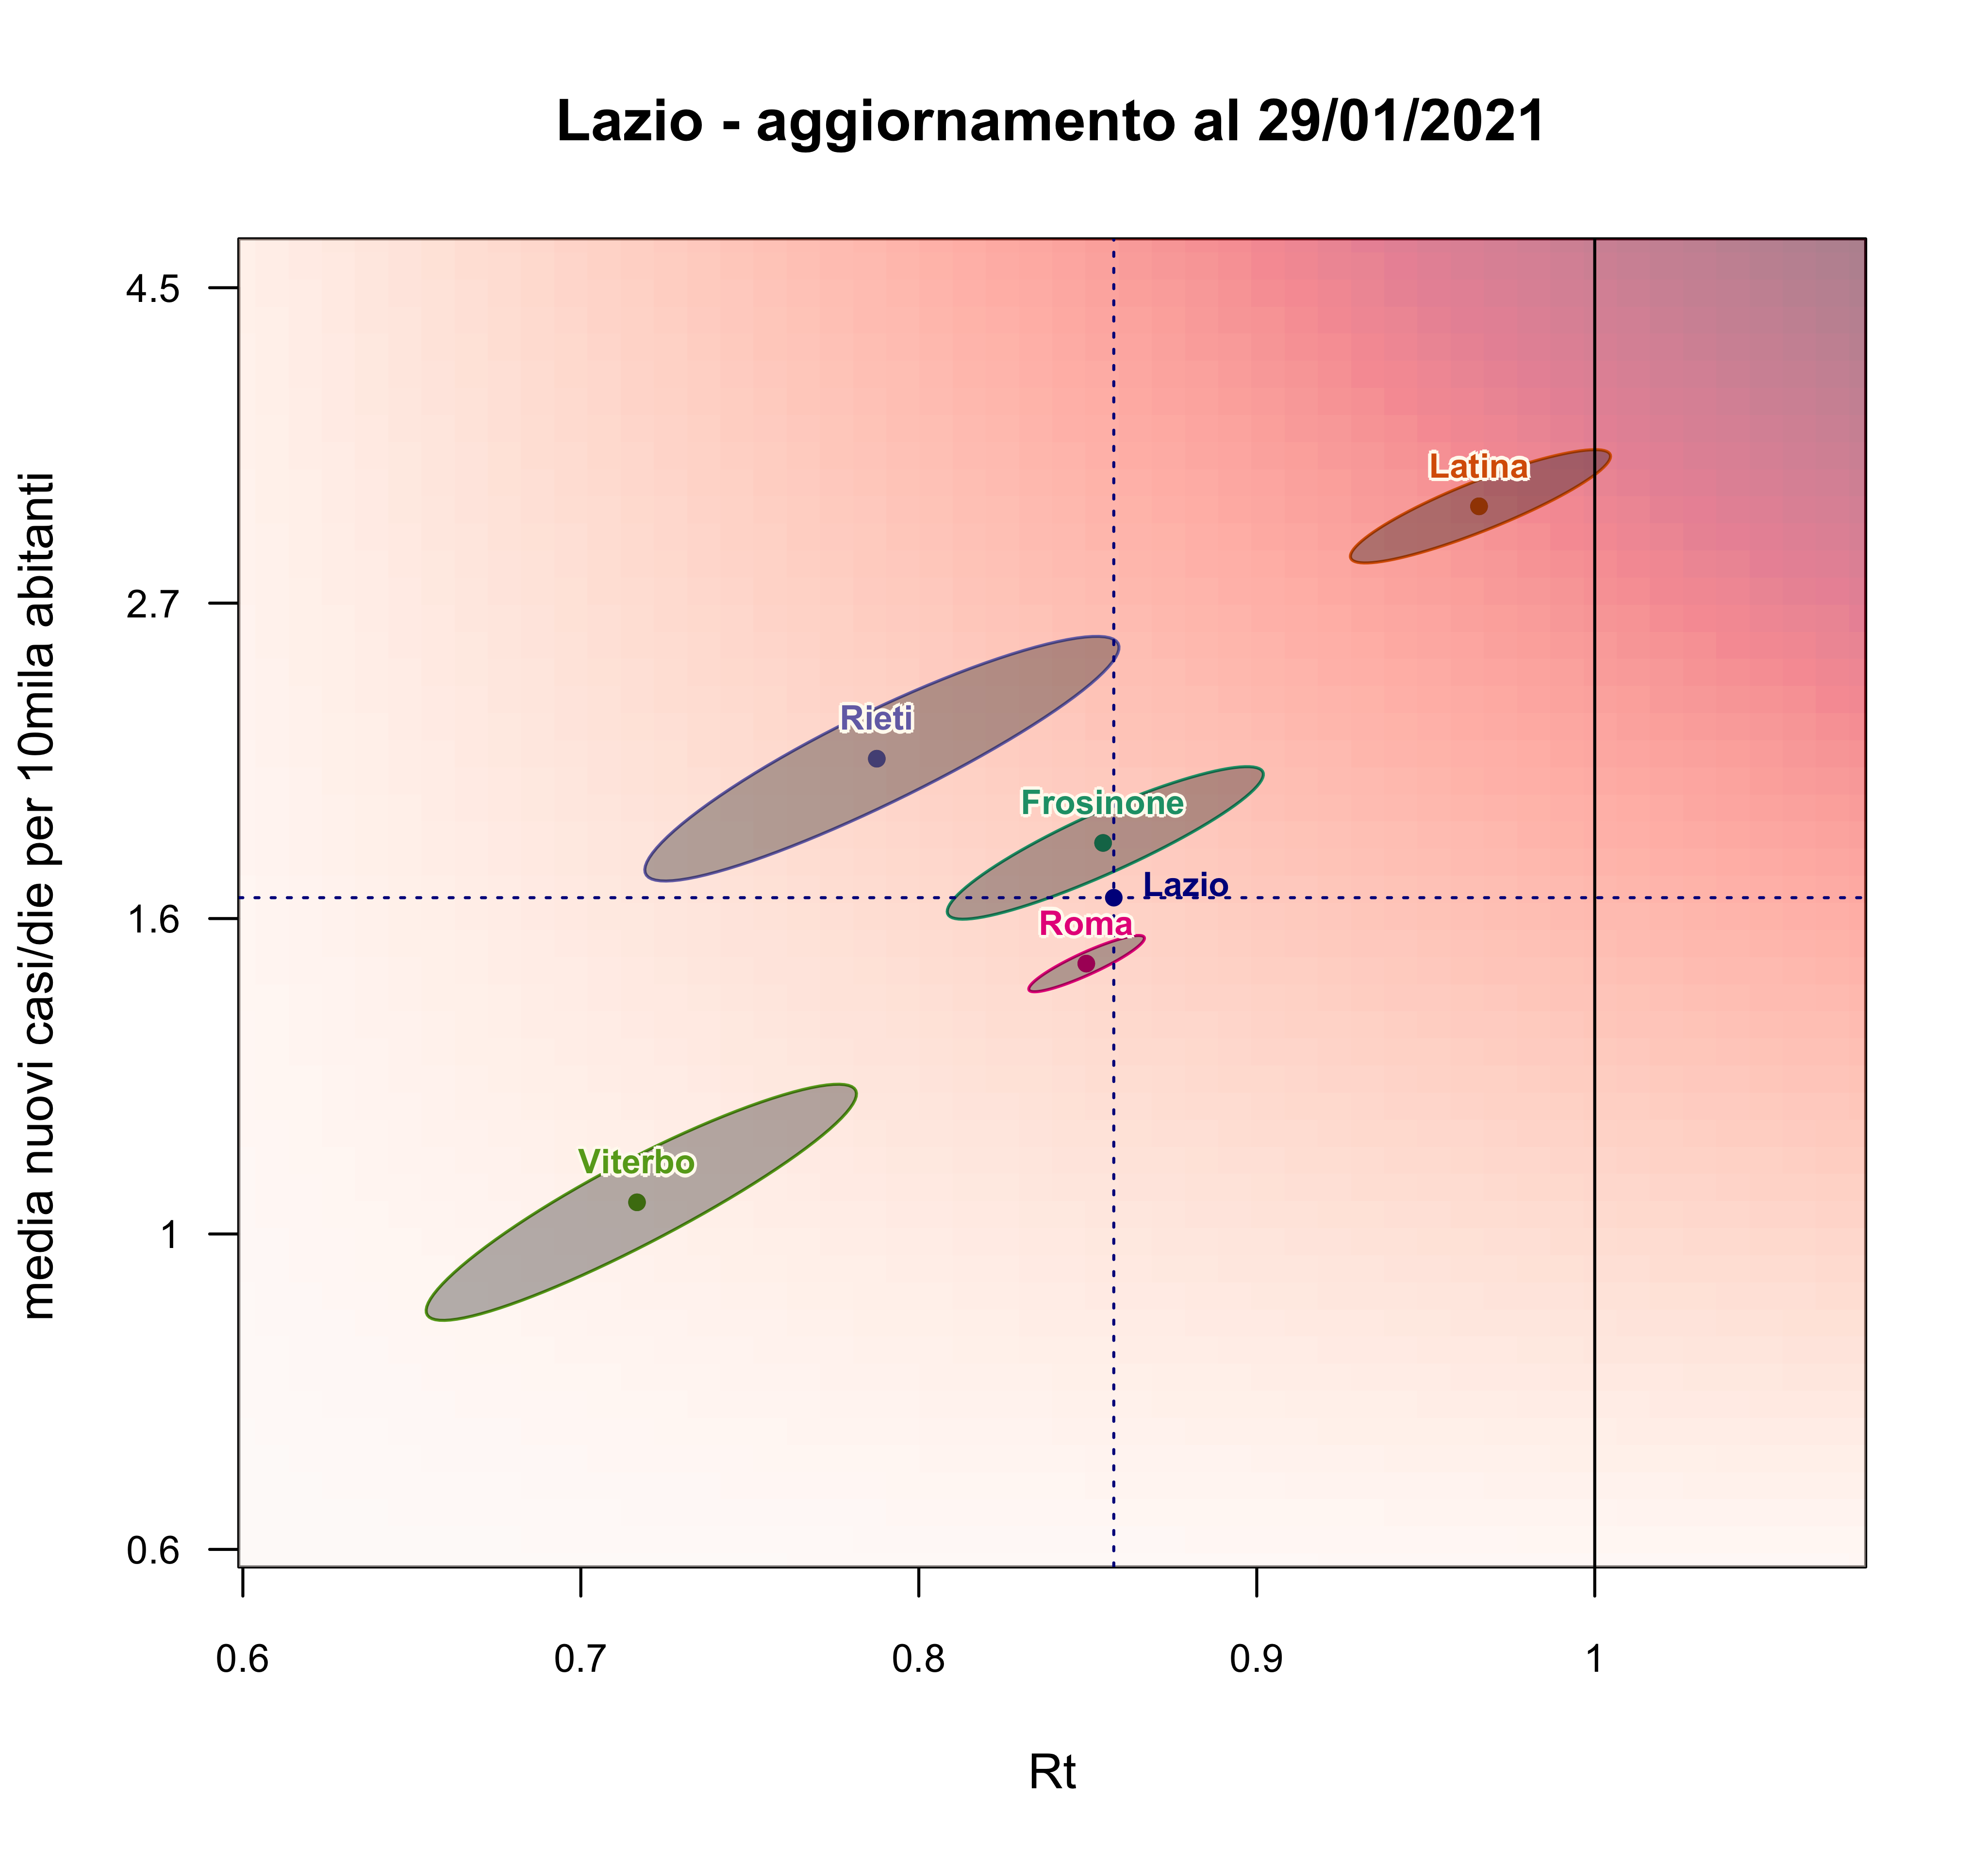 Lazio - aggiornamento al 29/01/2021
media nuovi casi/die per 10mila abitanti
4.5
2.7
1.6
1
0.6
Latina
Rieti
Frosinone
Lazio
Roma
Viterbo
0.6 0.7 0.8 0.9 1
Rt